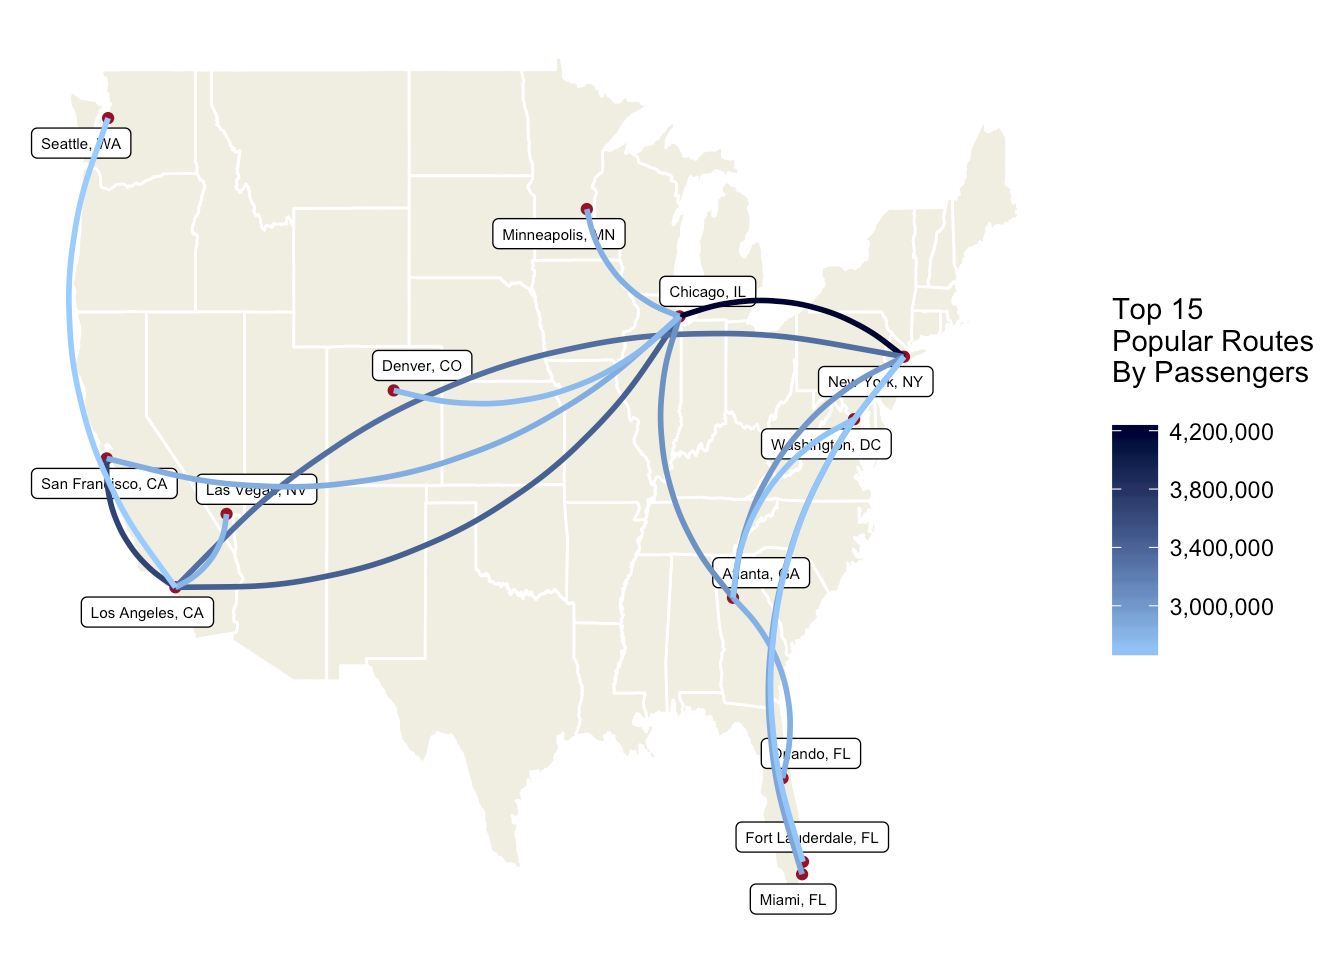 Seattle, WA
Minneapolis, MN
Chicago, IL
Denver, CO
New York, NY
Washington, DC
San Francisco, CA
Las Vegas, NV
Atlanta, GA
Los Angeles, CA
Orlando, FL
Fort Lauderdale, FL
Miami, FL
Top 15
Popular Routes
By Passengers
4,200,000
3,800,000
3,400,000
3,000,000